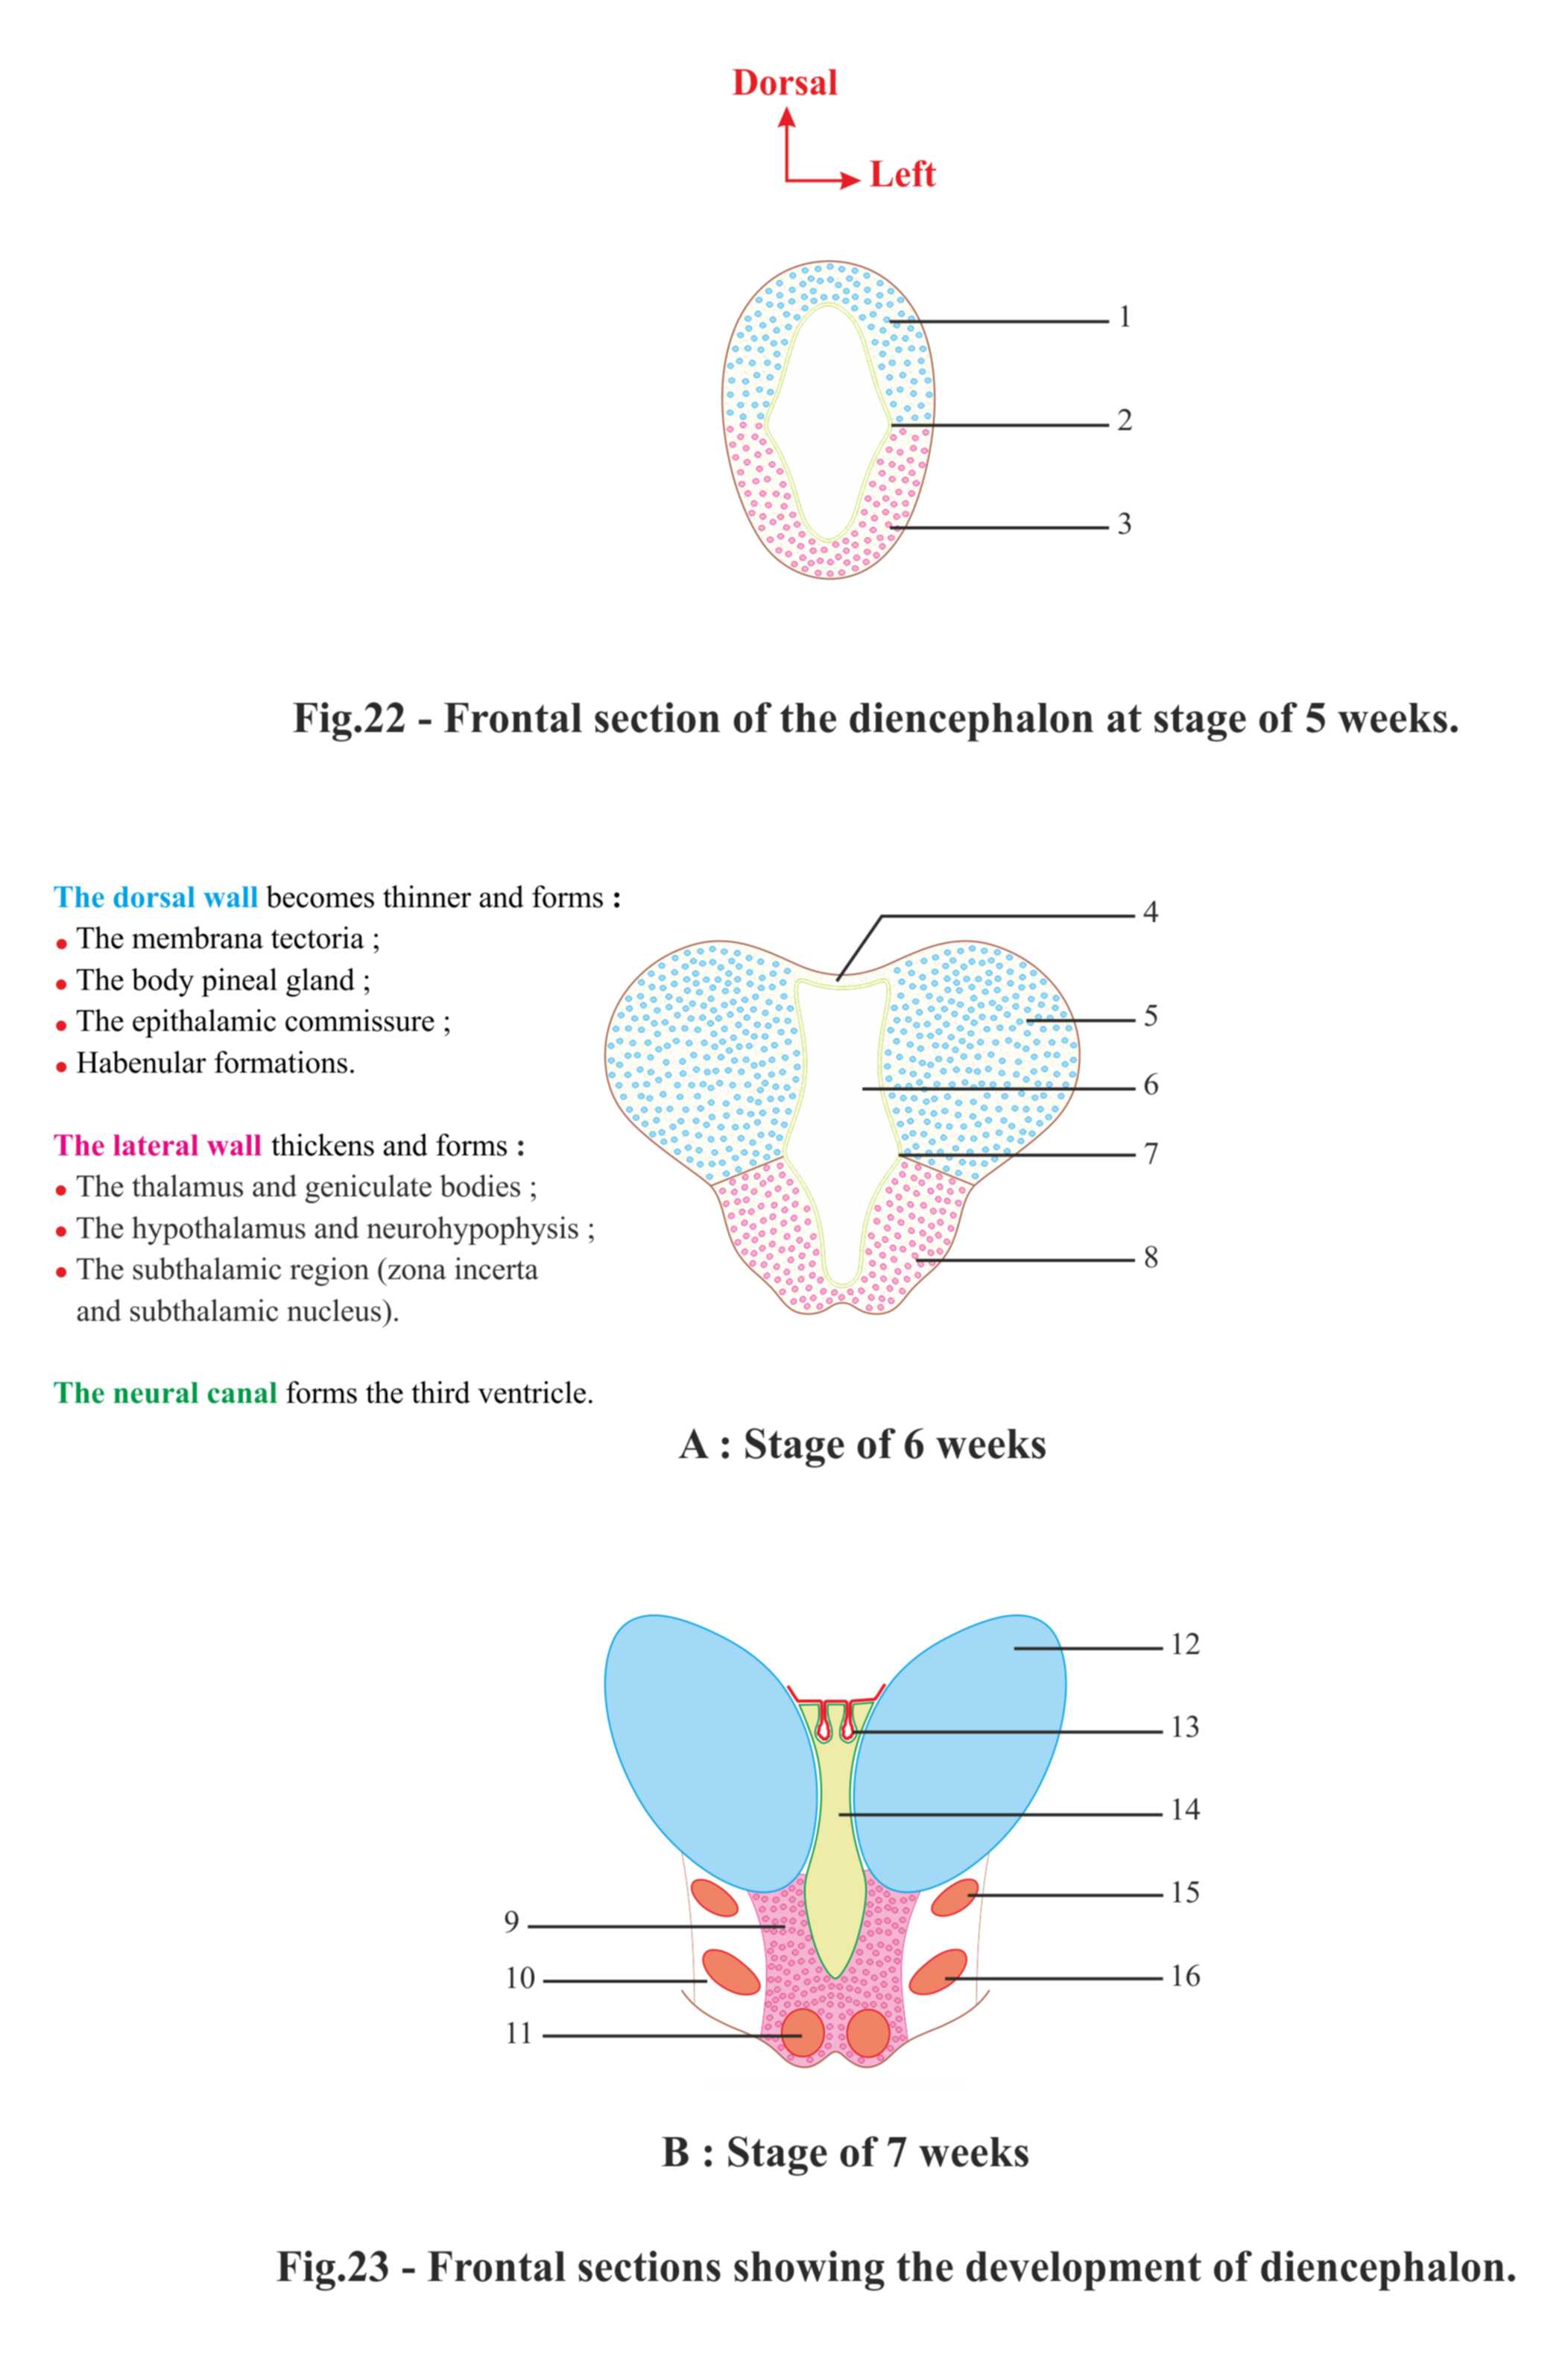 Dorsal
Left
1
2
3
Fig.22 - Frontal section of the diencephalon at stage of 5 weeks.
The dorsal wall becomes thinner and forms :
• The membrana tectoria ;
• The body pineal gland ;
• The epithalamic commissure ;
• Habenular formations.
The lateral wall thickens and forms :
• The thalamus and geniculate bodies ;
• The hypothalamus and neurohypophysis ;
• The subthalamic region (zona incerta
and subthalamic nucleus).
The neural canal forms the third ventricle.
4
5
6
7
8
A : Stage of 6 weeks
12
13
14
15
9
10
16
11
B : Stage of 7 weeks
Fig.23 - Frontal sections showing the development of diencephalon.